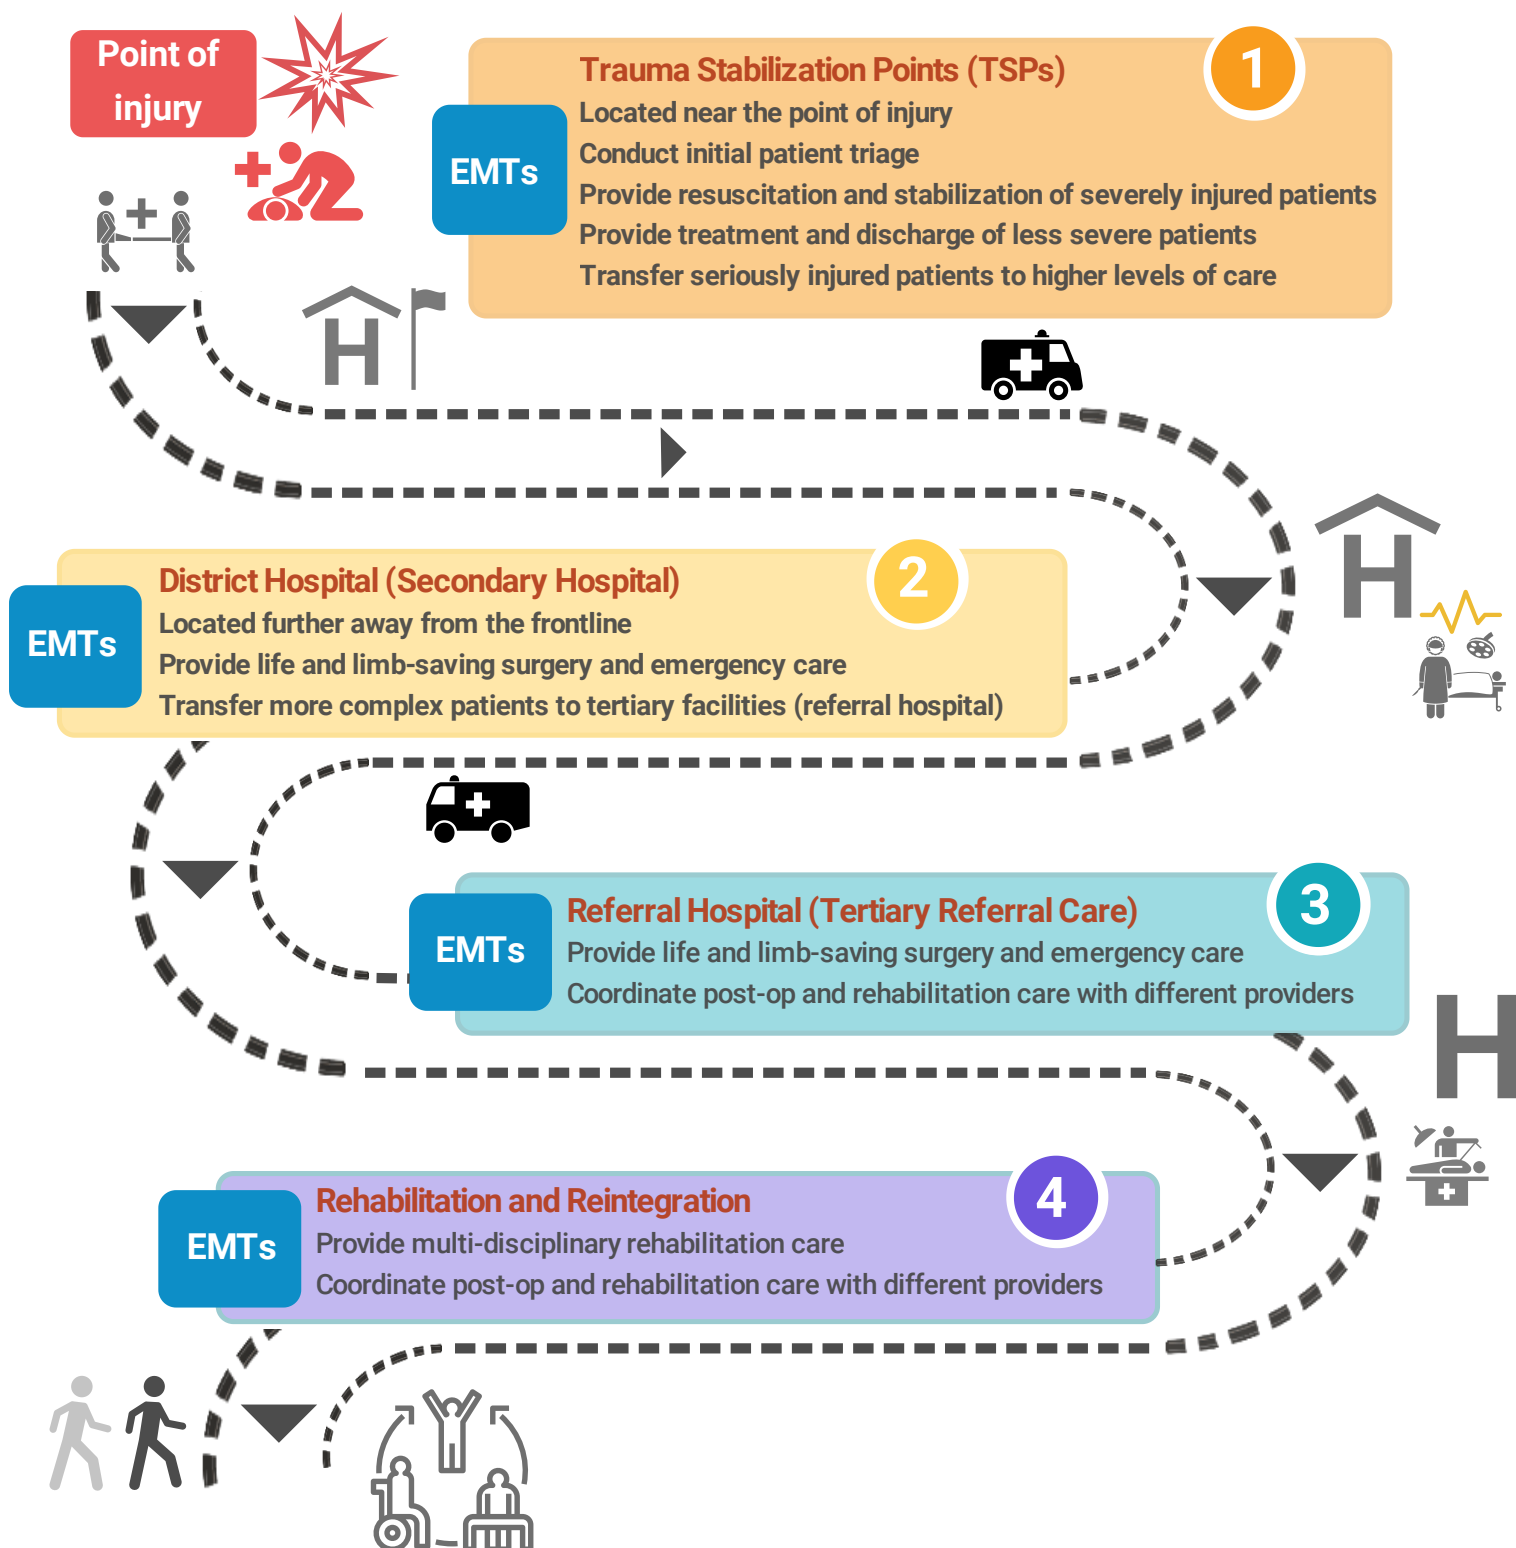 Point of
injury
1
Trauma Stabilization Points (TSPs)
EMTs
Located near the point of injury
Conduct initial patient triage
Provide resuscitation and stabilization of severely injured patients
Provide treatment and discharge of less severe patients
Transfer seriously injured patients to higher levels of care
H
2
District Hospital (Secondary Hospital)
EMTs
Located further away from the frontline
Provide life and limb-saving surgery and emergency care
Transfer more complex patients to tertiary facilities (referral hospital)
H
3
Referral Hospital (Tertiary Referral Care)
EMTs
Provide life and limb-saving surgery and emergency care
Coordinate post-op and rehabilitation care with different providers
H
4
Rehabilitation and Reintegration
EMTs
Provide multi-disciplinary rehabilitation care
Coordinate post-op and rehabilitation care with different providers